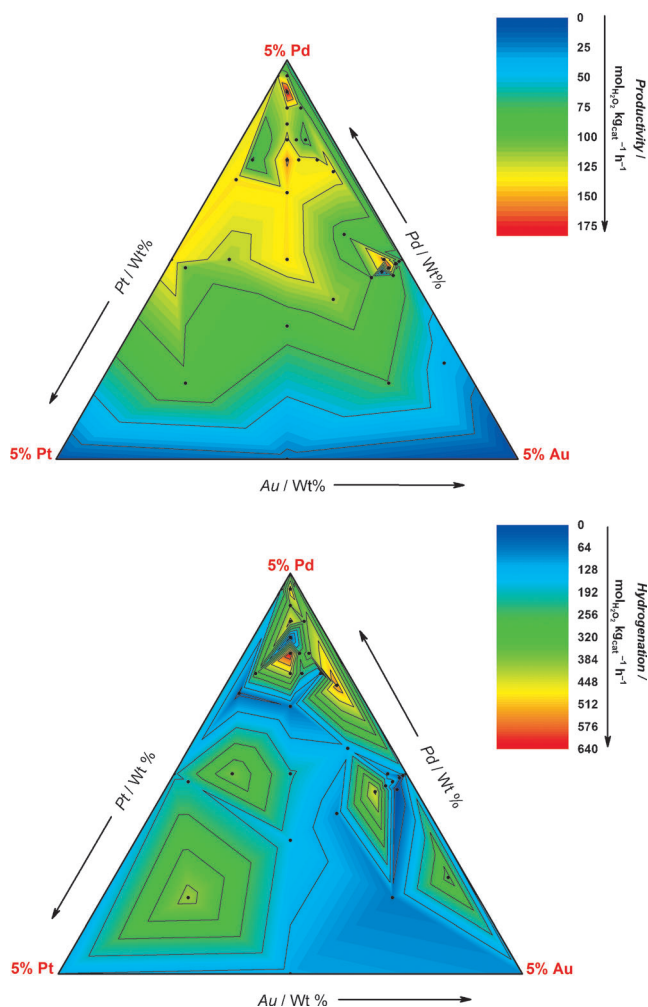 5% Pd
0
25
50
75
100
125
150
175
Productivity /
mol_H₂O₂ kg_cat⁻¹ h⁻¹
Pt / Wt%
Pd / Wt%
5% Pt
5% Au
Au / Wt%
5% Pd
0
64
128
192
256
320
384
448
512
576
640
Hydrogenation /
mol_H₂O₂ kg_cat⁻¹ h⁻¹
Pt / Wt %
Pd / Wt %
5% Pt
5% Au
Au / Wt %